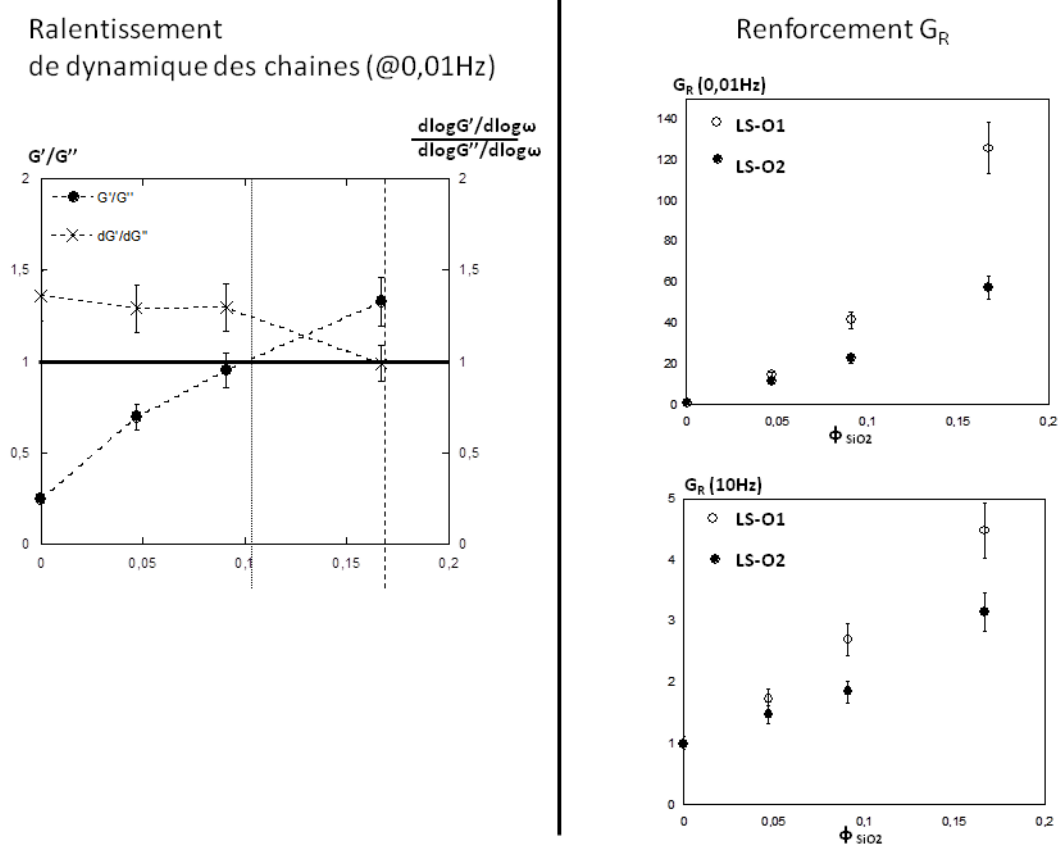 Ralentissement
de dynamique des chaines (@0,01Hz)
G'/G''
dlogG'/dlogω
dlogG''/dlogω
2
1,5
1
0,5
0
2
1,5
1
0,5
0
G'/G''
dG'/dG''
0
0,05
0,1
0,15
0,2
Renforcement G_R
G_R (0,01Hz)
LS-O1
LS-O2
140
120
100
80
60
40
20
0
0
0,05
0,1
0,15
0,2
Φ SiO2
G_R (10Hz)
LS-O1
LS-O2
5
4
3
2
1
0
0
0,05
0,1
0,15
0,2
Φ SiO2